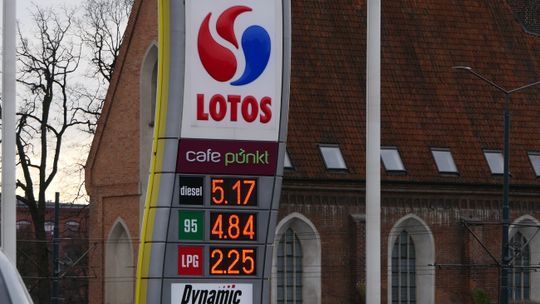 LOTOS
cafe punkt
diesel 5.17
95 4.84
LPG 2.25
Dynamic